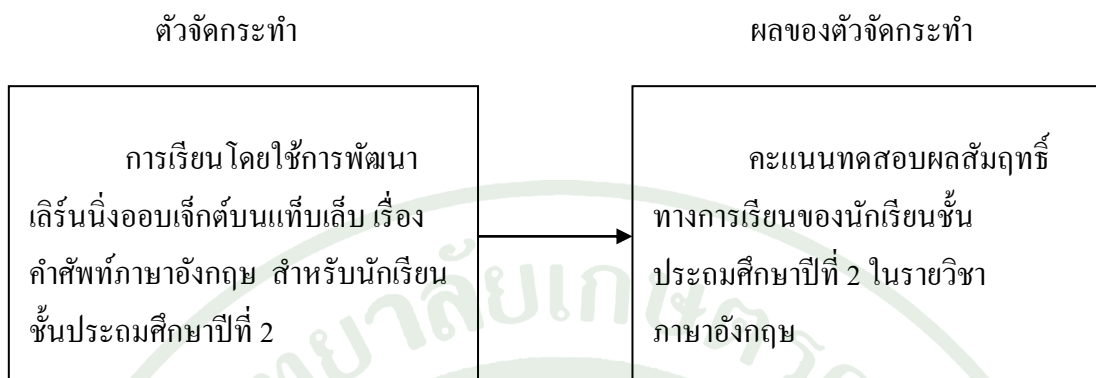 ตัวจัดกระทำ
ผลของตัวจัดกระทำ
การเรียนโดยใช้การพัฒนา
เลิร์นนิ่งออบเจ็กต์บนแท็บเล็บ เรื่อง
คำศัพท์ภาษาอังกฤษ สำหรับนักเรียน
ชั้นประถมศึกษาปีที่ 2
คะแนนทดสอบผลสัมฤทธิ์
ทางการเรียนของนักเรียนชั้น
ประถมศึกษาปีที่ 2 ในรายวิชา
ภาษาอังกฤษ